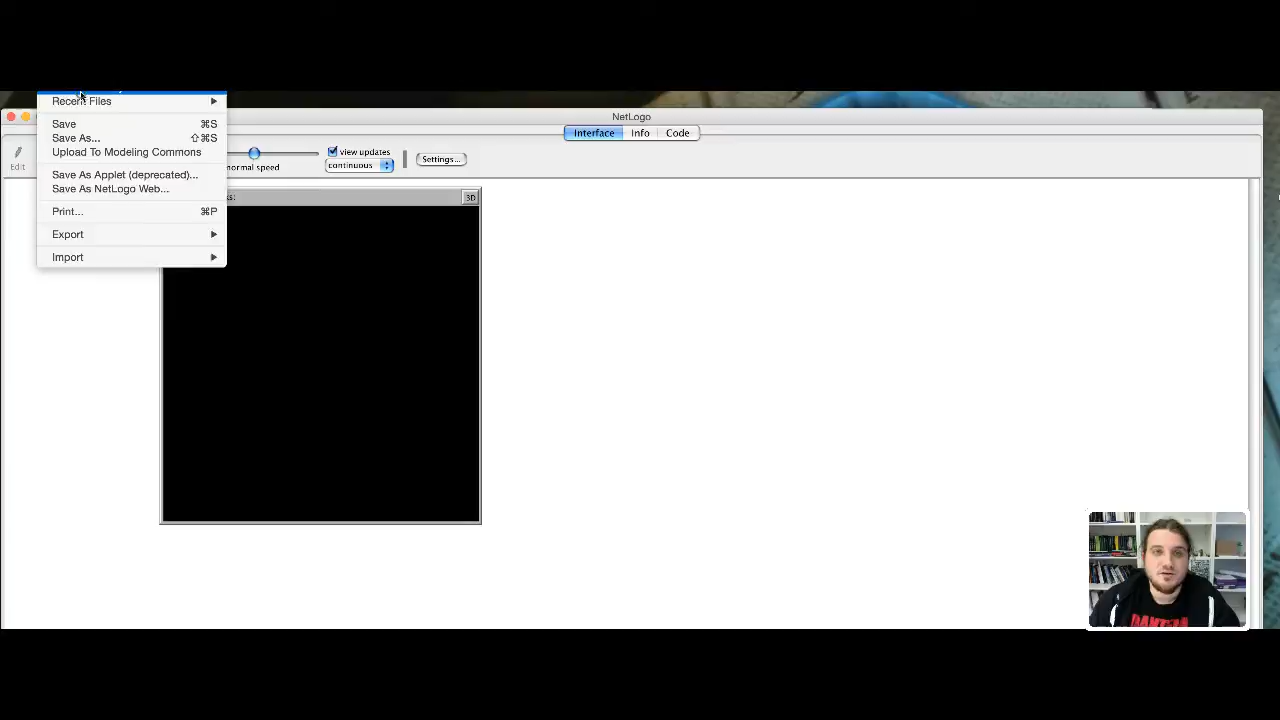 Recent Files
NetLogo
Save ⌘S
Save As... ⇧⌘S
Upload To Modeling Commons
Save As Applet (deprecated)...
Save As NetLogo Web...
Print... ⌘P
Export
Import
Interface Info Code
Edit
normal speed
view updates
continuous
Settings...
3D